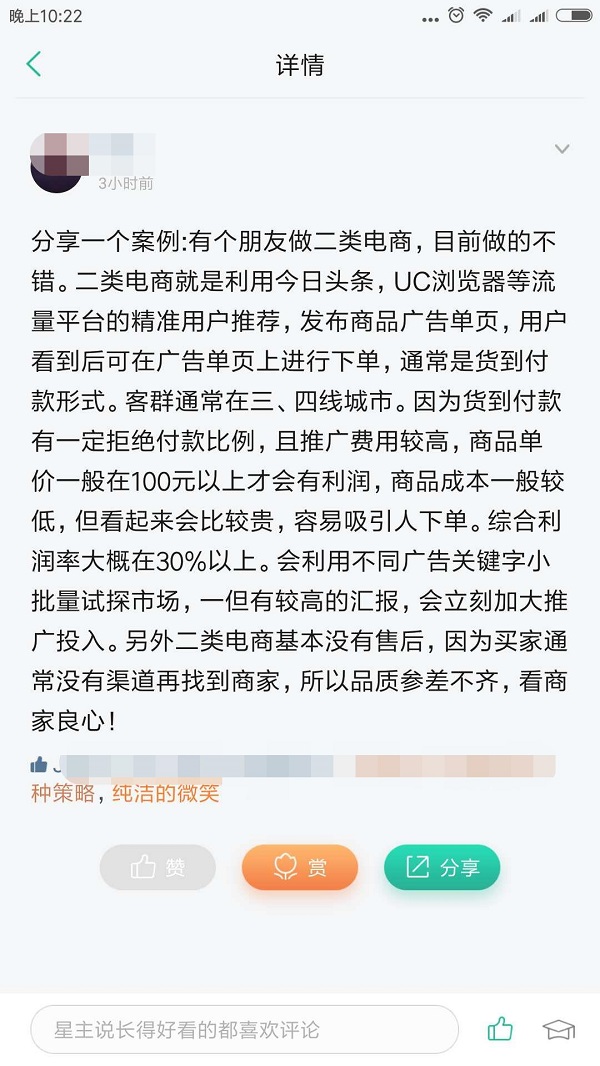 晚上10:22
详情
3小时前
分享一个案例:有个朋友做二类电商，目前做的不
错。二类电商就是利用今日头条，UC浏览器等流
量平台的精准用户推荐，发布商品广告单页，用户
看到后可在广告单页上进行下单，通常是货到付
款形式。客群通常在三、四线城市。因为货到付款
有一定拒绝付款比例，且推广费用较高，商品单
价一般在100元以上才会有利润，商品成本一般较
低，但看起来会比较贵，容易吸引人下单。综合利
润率大概在30%以上。会利用不同广告关键字小
批量试探市场，一但有较高的汇报，会立刻加大推
广投入。另外二类电商基本没有售后，因为买家通
常没有渠道再找到商家，所以品质参差不齐，看商
家良心！
种策略，纯洁的微笑
赞
赏
分享
星主说长得好看的都喜欢评论